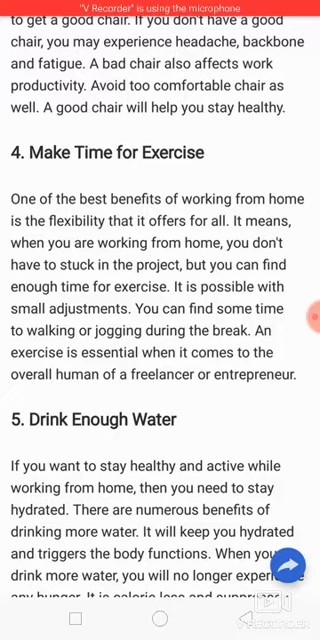 "V Recorder" is using the microphone
to get a good chair. If you don't have a good
chair, you may experience headache, backbone
and fatigue. A bad chair also affects work
productivity. Avoid too comfortable chair as
well. A good chair will help you stay healthy.
4. Make Time for Exercise
One of the best benefits of working from home
is the flexibility that it offers for all. It means,
when you are working from home, you don't
have to stuck in the project, but you can find
enough time for exercise. It is possible with
small adjustments. You can find some time
to walking or jogging during the break. An
exercise is essential when it comes to the
overall human of a freelancer or entrepreneur.
5. Drink Enough Water
If you want to stay healthy and active while
working from home, then you need to stay
hydrated. There are numerous benefits of
drinking more water. It will keep you hydrated
and triggers the body functions. When you
drink more water, you will no longer
any hunger. It is calorie less and
V RECORDER